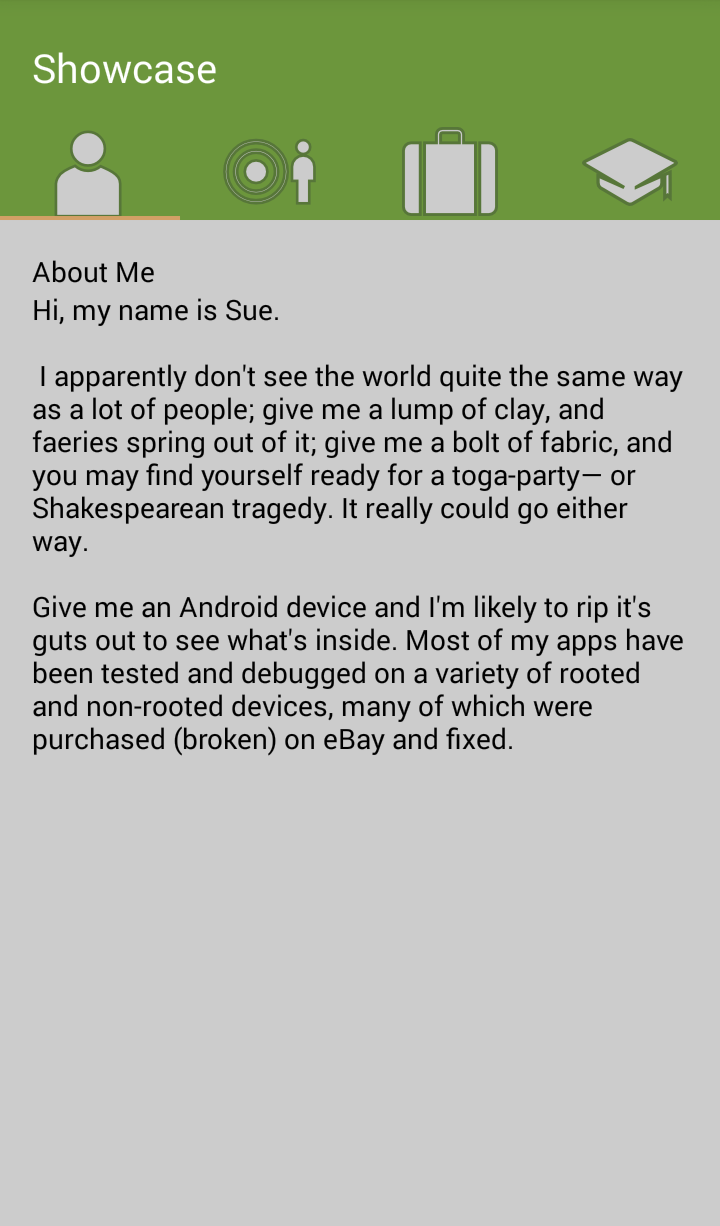 Showcase
About Me
Hi, my name is Sue.
I apparently don't see the world quite the same way
as a lot of people; give me a lump of clay, and
faeries spring out of it; give me a bolt of fabric, and
you may find yourself ready for a toga-party— or
Shakespearean tragedy. It really could go either
way.
Give me an Android device and I'm likely to rip it's
guts out to see what's inside. Most of my apps have
been tested and debugged on a variety of rooted
and non-rooted devices, many of which were
purchased (broken) on eBay and fixed.